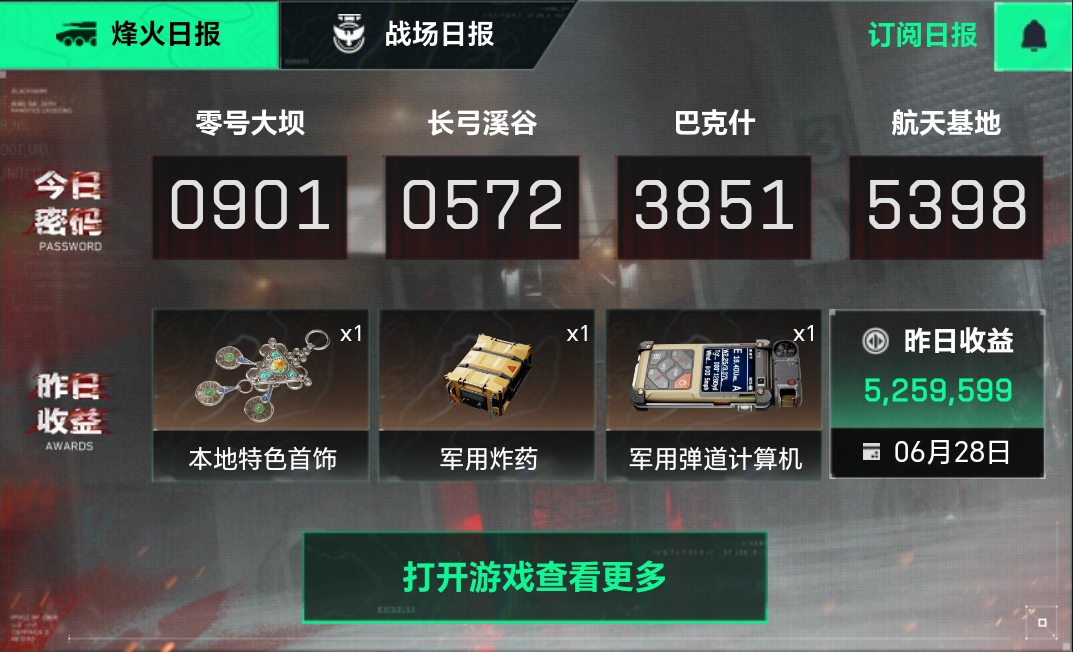 烽火日报
战场日报
订阅日报
零号大坝
长弓溪谷
巴克什
航天基地
今日
密码
PASSWORD
0901
0572
3851
5398
昨日
收益
AWARDS
x1
本地特色首饰
x1
军用炸药
x1
军用弹道计算机
昨日收益
5,259,599
06月28日
打开游戏查看更多